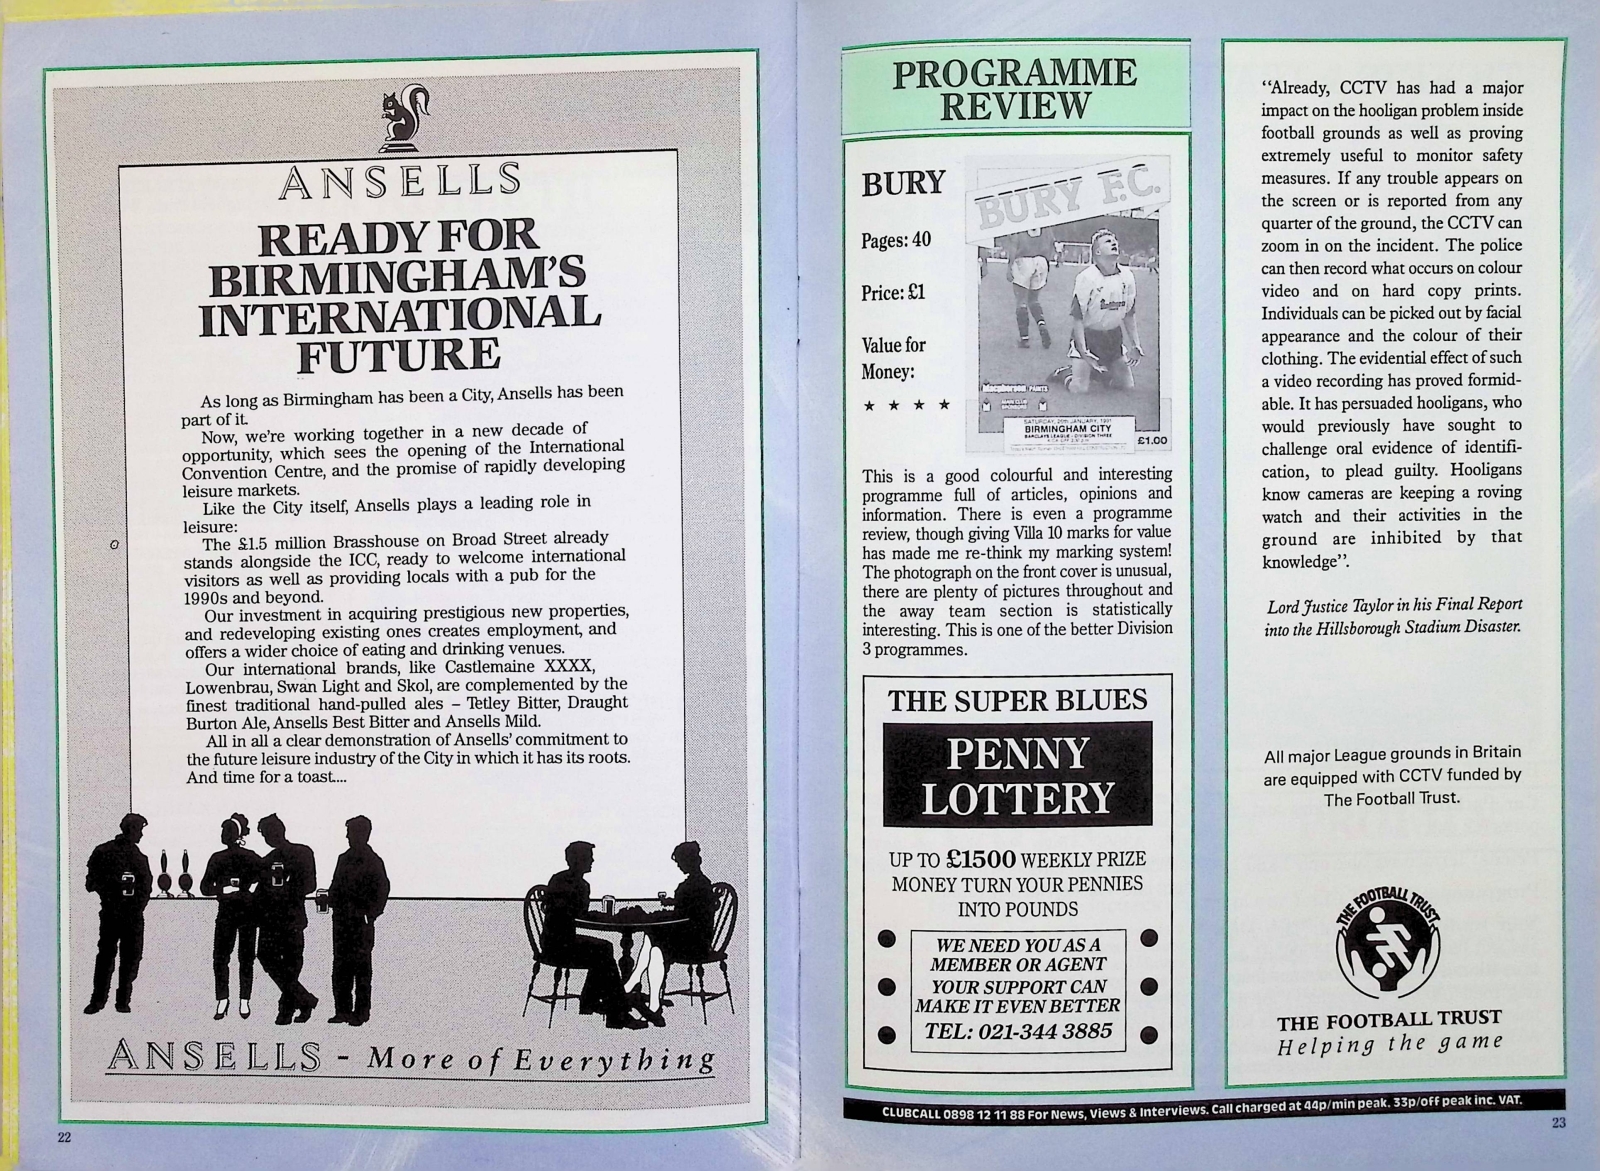 ANSELLS
READY FOR
BIRMINGHAM'S
INTERNATIONAL
FUTURE
As long as Birmingham has been a City, Ansells has been
part of it.
Now, we're working together in a new decade of
opportunity, which sees the opening of the International
Convention Centre, and the promise of rapidly developing
leisure markets.
Like the City itself, Ansells plays a leading role in
leisure:
The £1.5 million Brasshouse on Broad Street already
stands alongside the ICC, ready to welcome international
visitors as well as providing locals with a pub for the
1990s and beyond.
Our investment in acquiring prestigious new properties,
and redeveloping existing ones creates employment, and
offers a wider choice of eating and drinking venues.
Our international brands, like Castlemaine XXXX,
Lowenbrau, Swan Light and Skol, are complemented by the
finest traditional hand-pulled ales – Tetley Bitter, Draught
Burton Ale, Ansells Best Bitter and Ansells Mild.
All in all a clear demonstration of Ansells' commitment to
the future leisure industry of the City in which it has its roots.
And time for a toast....
ANSELLS - More of Everything
22
PROGRAMME
REVIEW
BURY
Pages: 40
Price: £1
Value for
Money:
★ ★ ★ ★
BURY F.C.
Macpherson PAINTS
MAIN CLUB
SPONSORS
SATURDAY, 26th JANUARY, 1991
BIRMINGHAM CITY
BARCLAYS LEAGUE - DIVISION THREE
£1.00
This is a good colourful and interesting
programme full of articles, opinions and
information. There is even a programme
review, though giving Villa 10 marks for value
has made me re-think my marking system!
The photograph on the front cover is unusual,
there are plenty of pictures throughout and
the away team section is statistically
interesting. This is one of the better Division
3 programmes.
THE SUPER BLUES
PENNY
LOTTERY
UP TO £1500 WEEKLY PRIZE
MONEY TURN YOUR PENNIES
INTO POUNDS
WE NEED YOU AS A
MEMBER OR AGENT
YOUR SUPPORT CAN
MAKE IT EVEN BETTER
TEL: 021-344 3885
"Already, CCTV has had a major
impact on the hooligan problem inside
football grounds as well as proving
extremely useful to monitor safety
measures. If any trouble appears on
the screen or is reported from any
quarter of the ground, the CCTV can
zoom in on the incident. The police
can then record what occurs on colour
video and on hard copy prints.
Individuals can be picked out by facial
appearance and the colour of their
clothing. The evidential effect of such
a video recording has proved formid-
able. It has persuaded hooligans, who
would previously have sought to
challenge oral evidence of identifi-
cation, to plead guilty. Hooligans
know cameras are keeping a roving
watch and their activities in the
ground are inhibited by that
knowledge".
Lord Justice Taylor in his Final Report
into the Hillsborough Stadium Disaster.
All major League grounds in Britain
are equipped with CCTV funded by
The Football Trust.
THE FOOTBALL TRUST
THE FOOTBALL TRUST
Helping the game
CLUBCALL 0898 12 11 88 For News, Views & Interviews. Call charged at 44p/min peak. 33p/off peak inc. VAT.
23